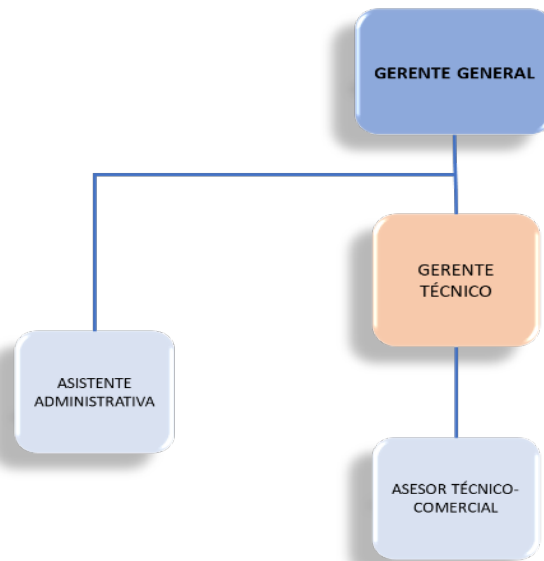 GERENTE GENERAL
GERENTE
TÉCNICO
ASISTENTE
ADMINISTRATIVA
ASESOR TÉCNICO-
COMERCIAL